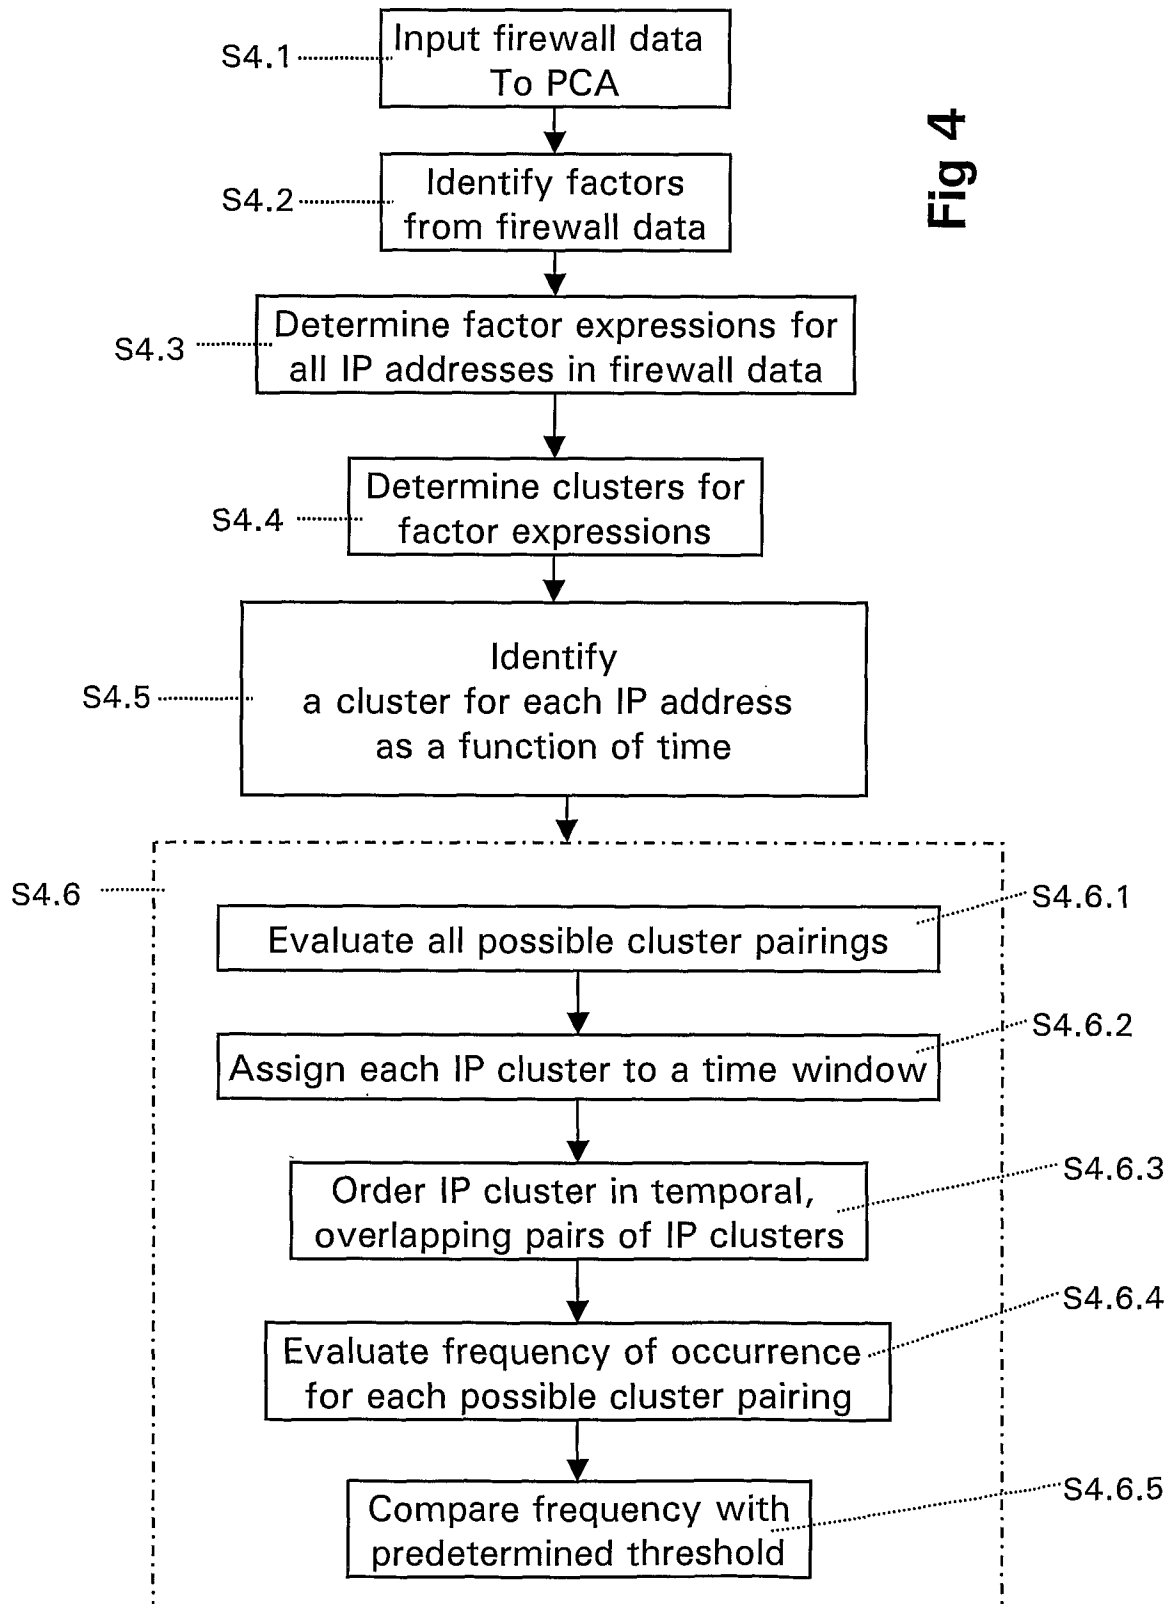 S4.1
Input firewall data
To PCA
Fig 4
S4.2
Identify factors
from firewall data
S4.3
Determine factor expressions for
all IP addresses in firewall data
S4.4
Determine clusters for
factor expressions
S4.5
Identify
a cluster for each IP address
as a function of time
S4.6
S4.6.1
Evaluate all possible cluster pairings
S4.6.2
Assign each IP cluster to a time window
S4.6.3
Order IP cluster in temporal,
overlapping pairs of IP clusters
S4.6.4
Evaluate frequency of occurrence
for each possible cluster pairing
S4.6.5
Compare frequency with
predetermined threshold